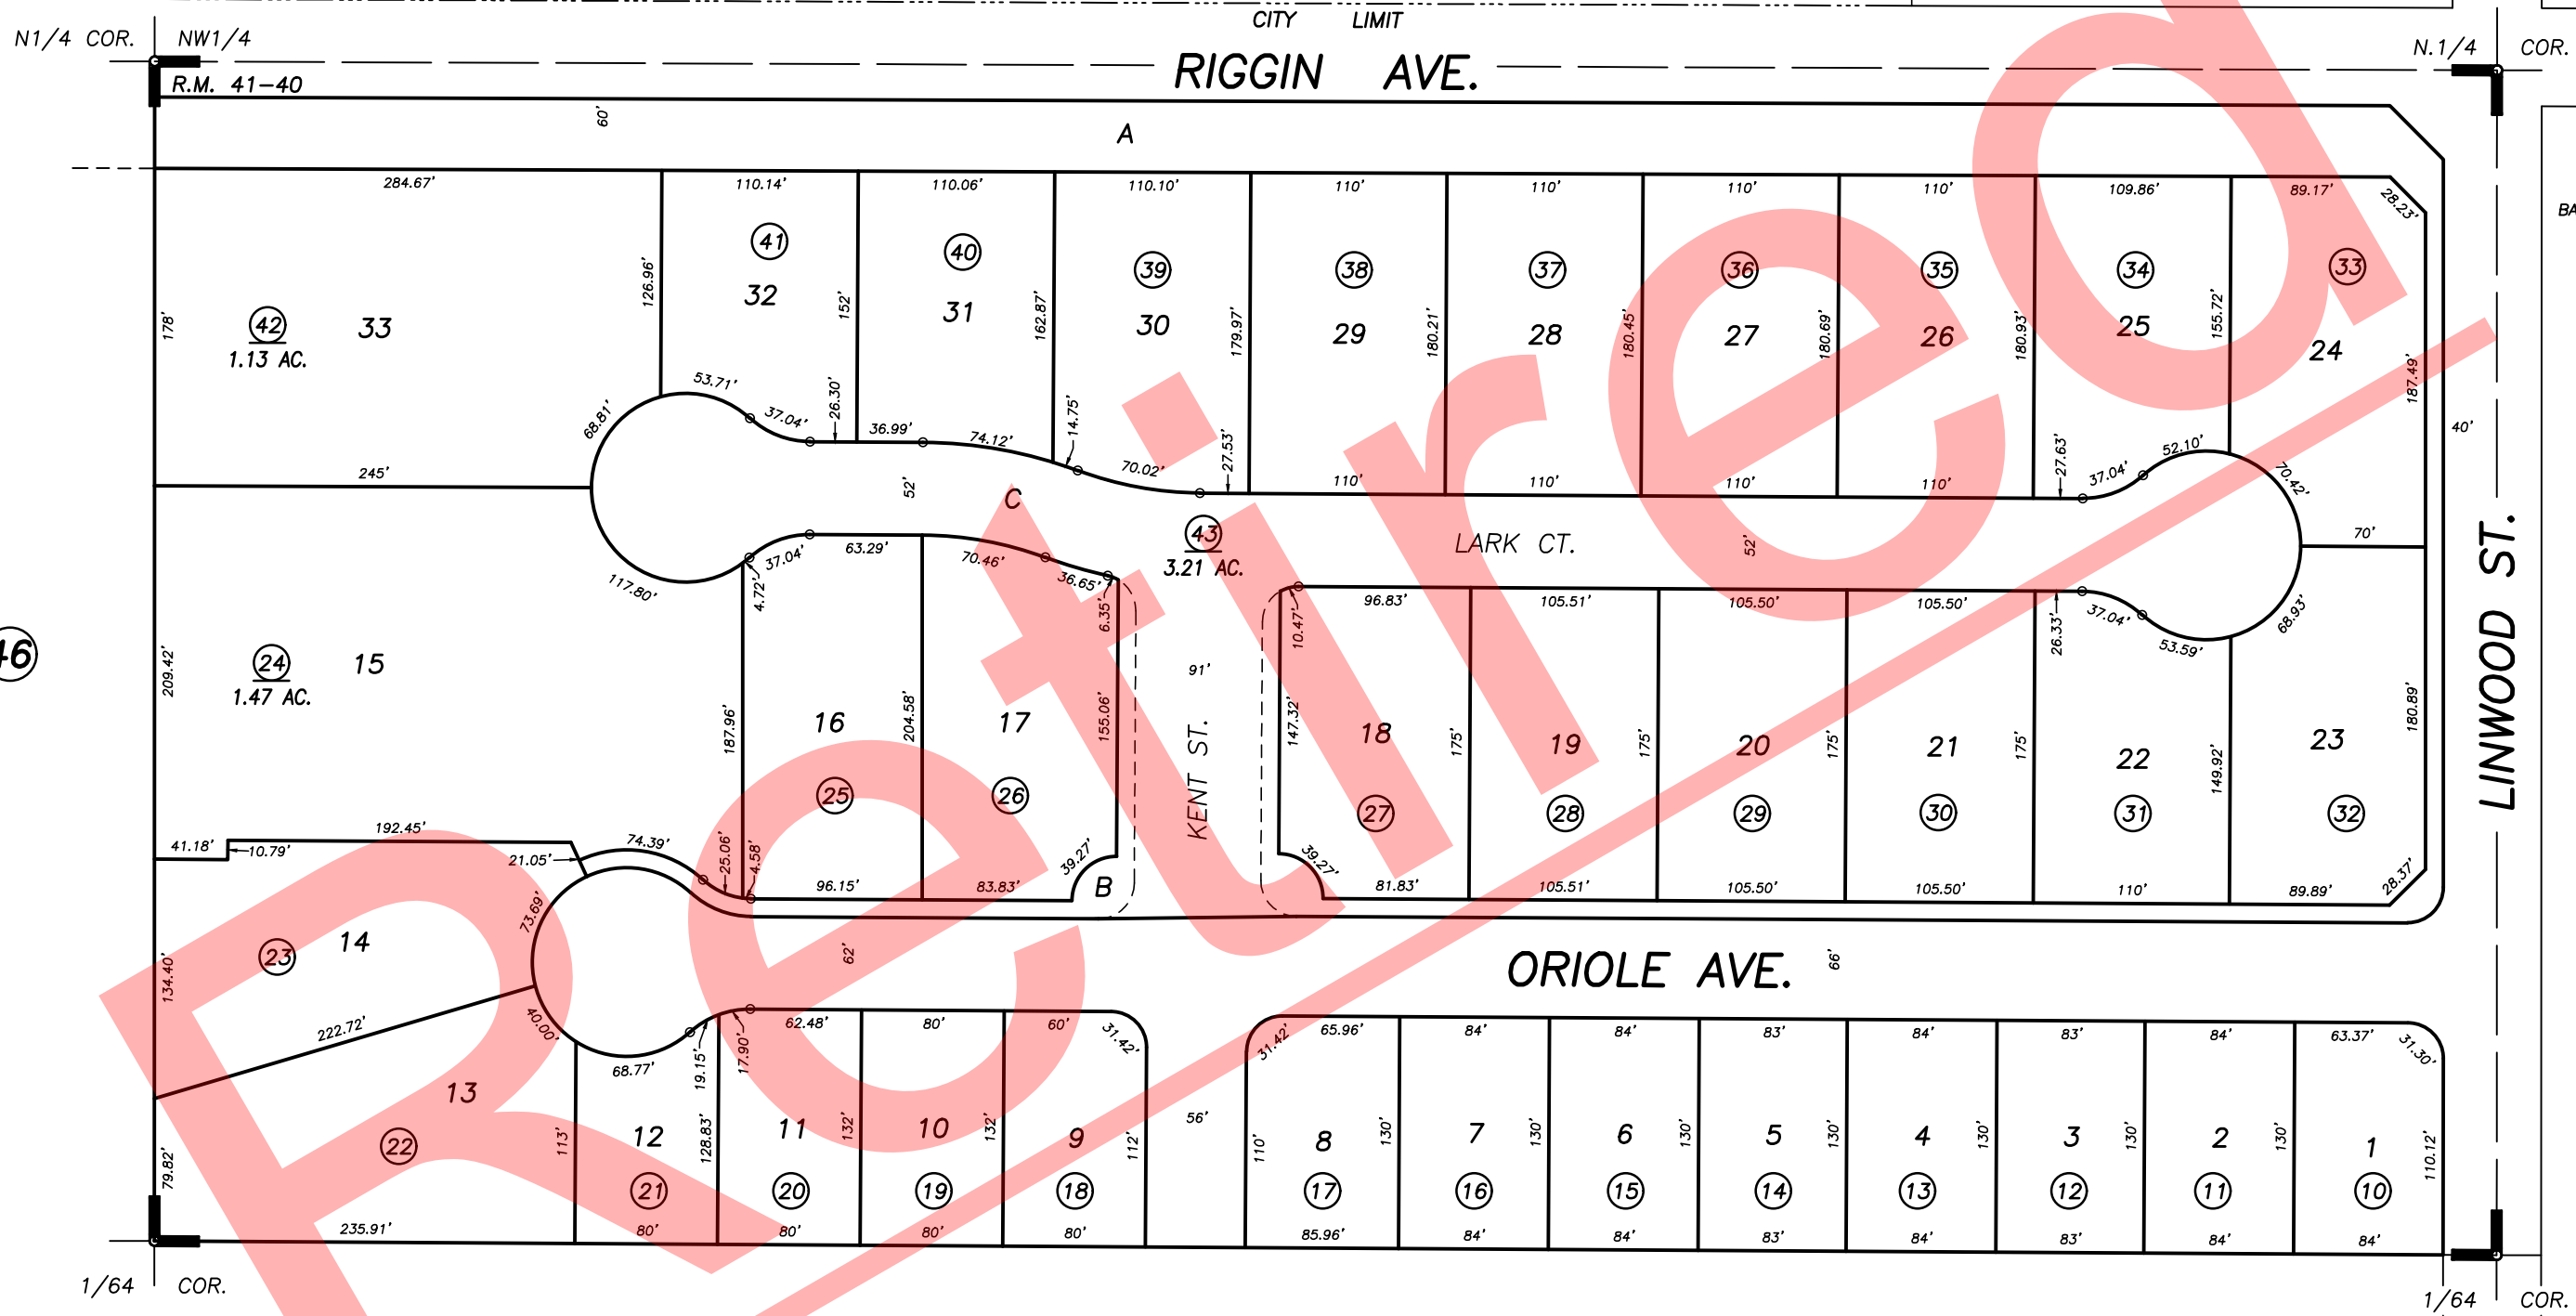 CITY LIMIT
N1/4 COR. NW1/4
N.1/4 COR.
RIGGIN AVE.
R.M. 41-40
60'
A
284.67' 110.14' 110.06' 110.10' 110' 110' 110' 110' 109.86' 89.17' 28.23'
BA
41 40 39 38 37 36 35 34 33
126.96' 152' 162.87' 179.97' 180.21' 180.45' 180.69' 180.93' 155.72' 187.49'
178' 42 33 32 31 30 29 28 27 26 25 24
1.13 AC.
40'
68.81' 53.71' 37.04' 26.30' 36.99' 74.12' 14.75' 70.02' 27.53'
110' 110' 110' 110' 27.63' 37.04' 52.10' 70.42'
245' 52' C
43
3.21 AC.
LARK CT. 52' 70'
117.80' 4.72' 37.04' 63.29' 70.46' 36.65' 6.35'
10.47' 96.83' 105.51' 105.50' 105.50' 26.33' 37.04' 53.59' 68.93'
LINWOOD ST.
46
209.42' 24 15
1.47 AC.
91'
KENT ST.
187.96' 16 204.58' 17 155.06' 147.32' 18 175' 19 175' 20 175' 21 175' 22 149.92' 23 180.89'
25 26 27 28 29 30 31 32
41.18' 10.79' 192.45' 21.05' 74.39' 25.06' 4.58' 96.15' 83.83' 39.27' B
39.27' 81.83' 105.51' 105.50' 105.50' 110' 89.89' 28.37'
73.69' 23 14 134.40'
62'
ORIOLE AVE. 66'
222.72' 40.00' 68.77' 19.15' 17.90' 62.48' 80' 60' 31.42'
31.42' 65.96' 84' 84' 83' 84' 83' 84' 63.37' 31.30'
56'
79.82' 13 113' 12 128.83' 11 132' 10 132' 9 112' 110' 8 130' 7 130' 6 130' 5 130' 4 130' 3 130' 2 130' 1 110.12'
22 21 20 19 18 17 16 15 14 13 12 11 10
235.91' 80' 80' 80' 80' 85.96' 84' 84' 83' 84' 83' 84' 84'
1/64 COR.
1/64 COR.
Retired